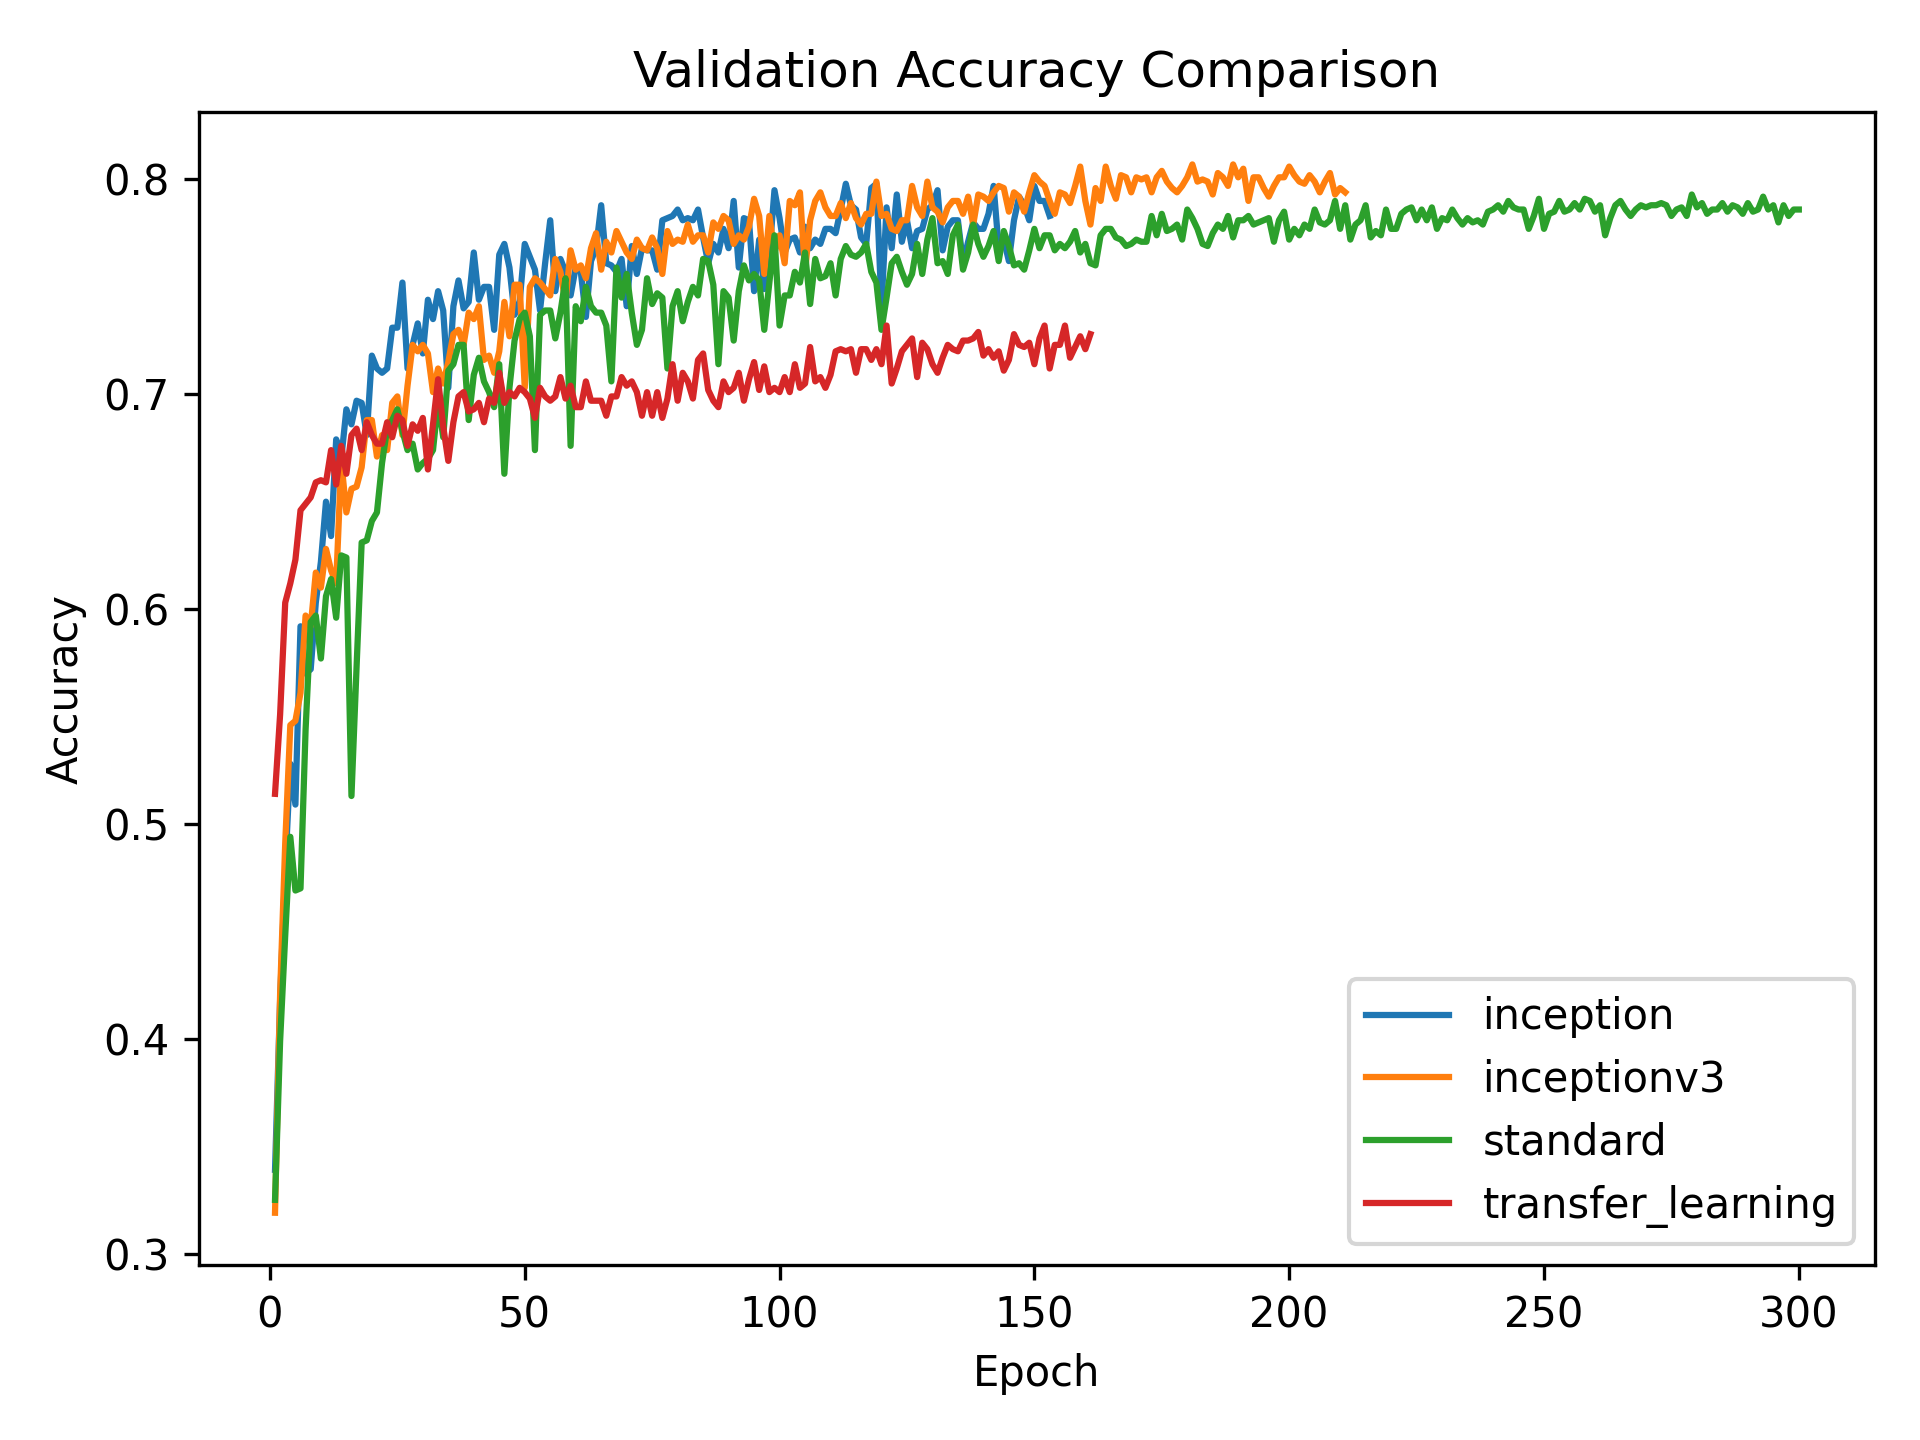 Validation Accuracy Comparison
Accuracy
0.8
0.7
0.6
0.5
0.4
0.3
0 50 100 150 200 250 300
Epoch
inception
inceptionv3
standard
transfer_learning